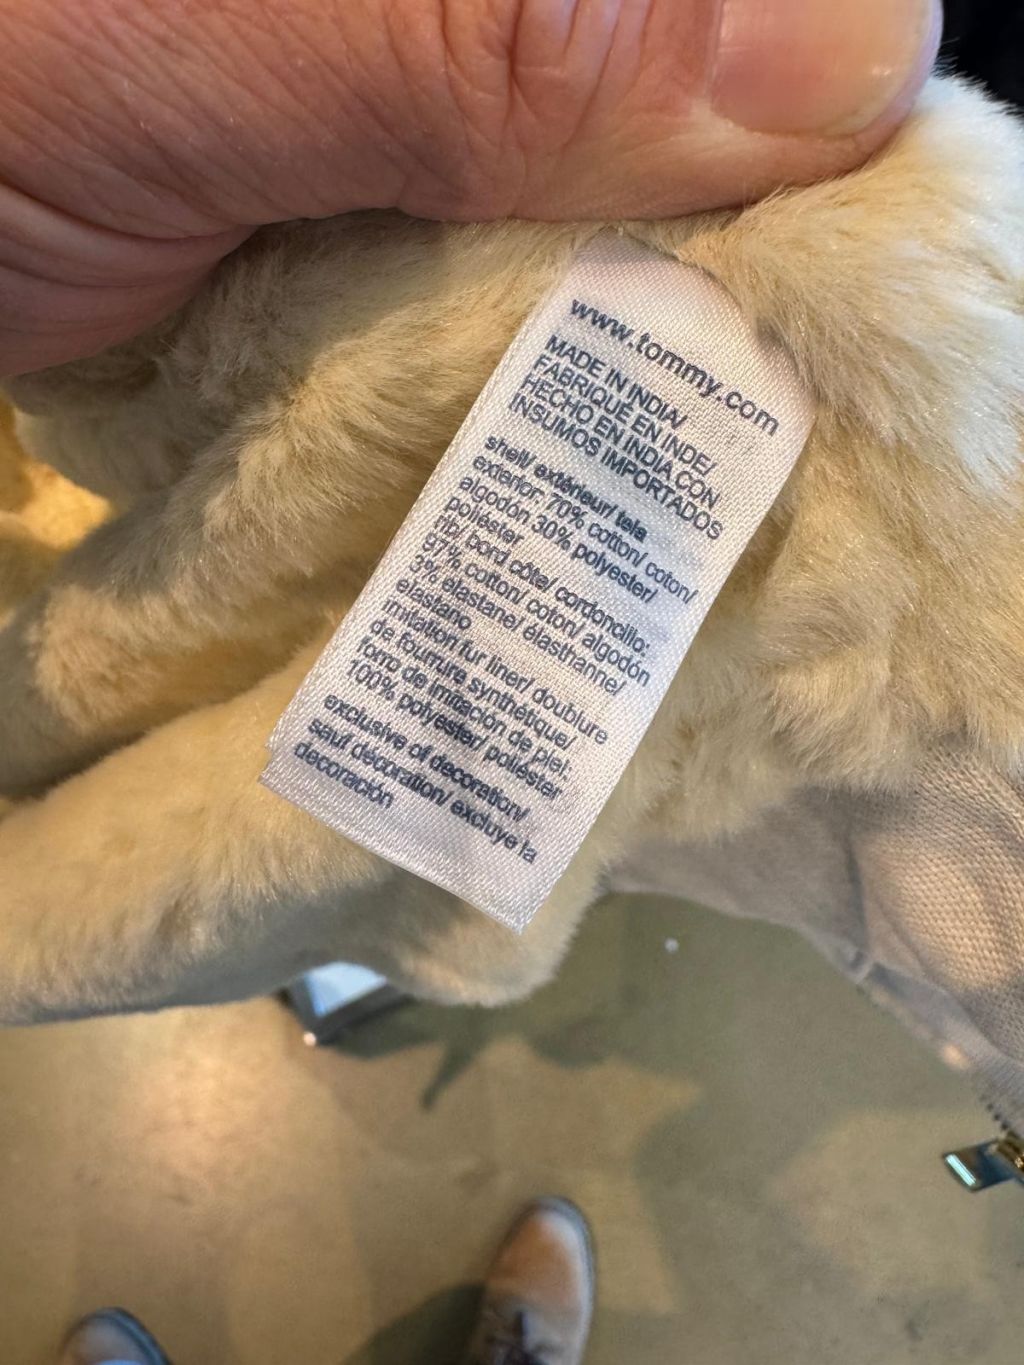 www.tommy.com
MADE IN INDIA/
FABRIQUÉ EN INDE/
HECHO EN INDIA CON
INSUMOS IMPORTADOS
shell/ extérieur/ tela
exterior: 70% cotton/ coton/
algodón 30% polyester/
poliéster
rib/ bord côte/ cordoncillo:
97% cotton/ coton/ algodón
3% elastane/ élasthanne/
elastano
imitation fur liner/ doublure
de fourrure synthétique/
forro de imitación de piel:
100% polyester/ poliéster
exclusive of decoration/
sauf décoration/ excluye la
decoración